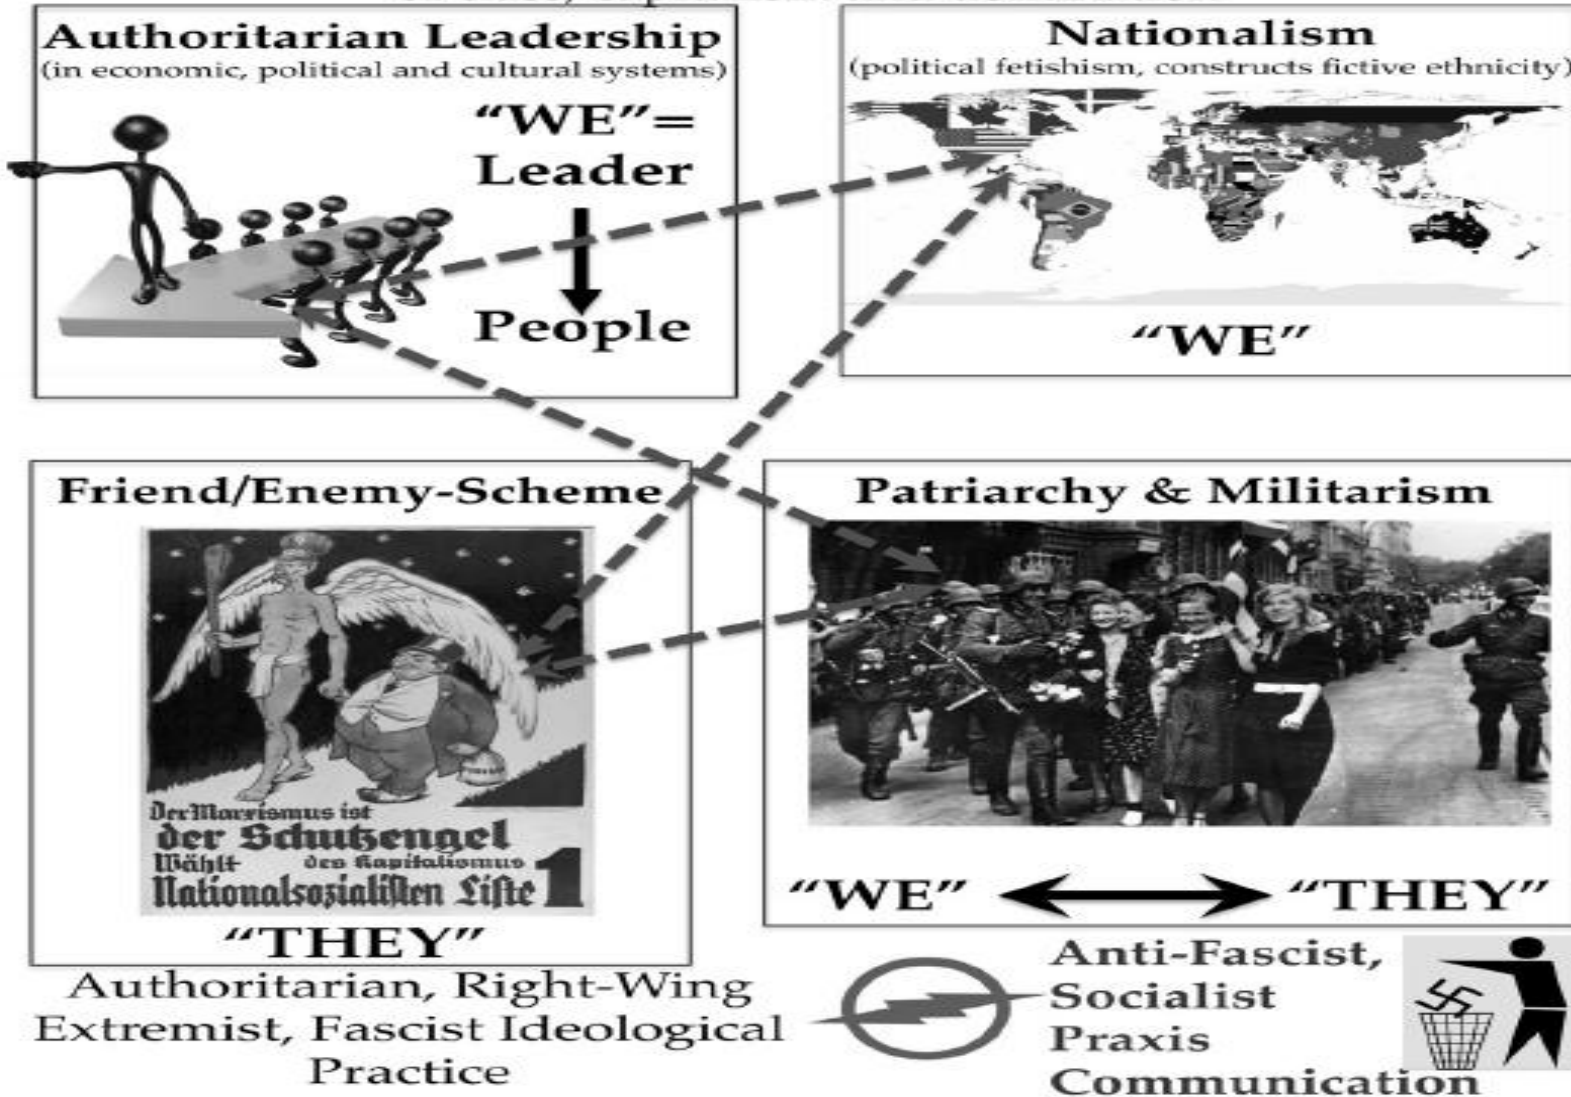 Authoritarian Leadership
(in economic, political and cultural systems)
"WE"=
Leader
People
Nationalism
(political fetishism, constructs fictive ethnicity)
"WE"
Friend/Enemy-Scheme
Der Marxismus ist
der Schutzengel
Wählt des Kapitalismus
Nationalsozialisten Liste 1
"THEY"
Patriarchy & Militarism
"WE" "THEY"
Authoritarian, Right-Wing
Extremist, Fascist Ideological
Practice
Anti-Fascist,
Socialist
Praxis
Communication